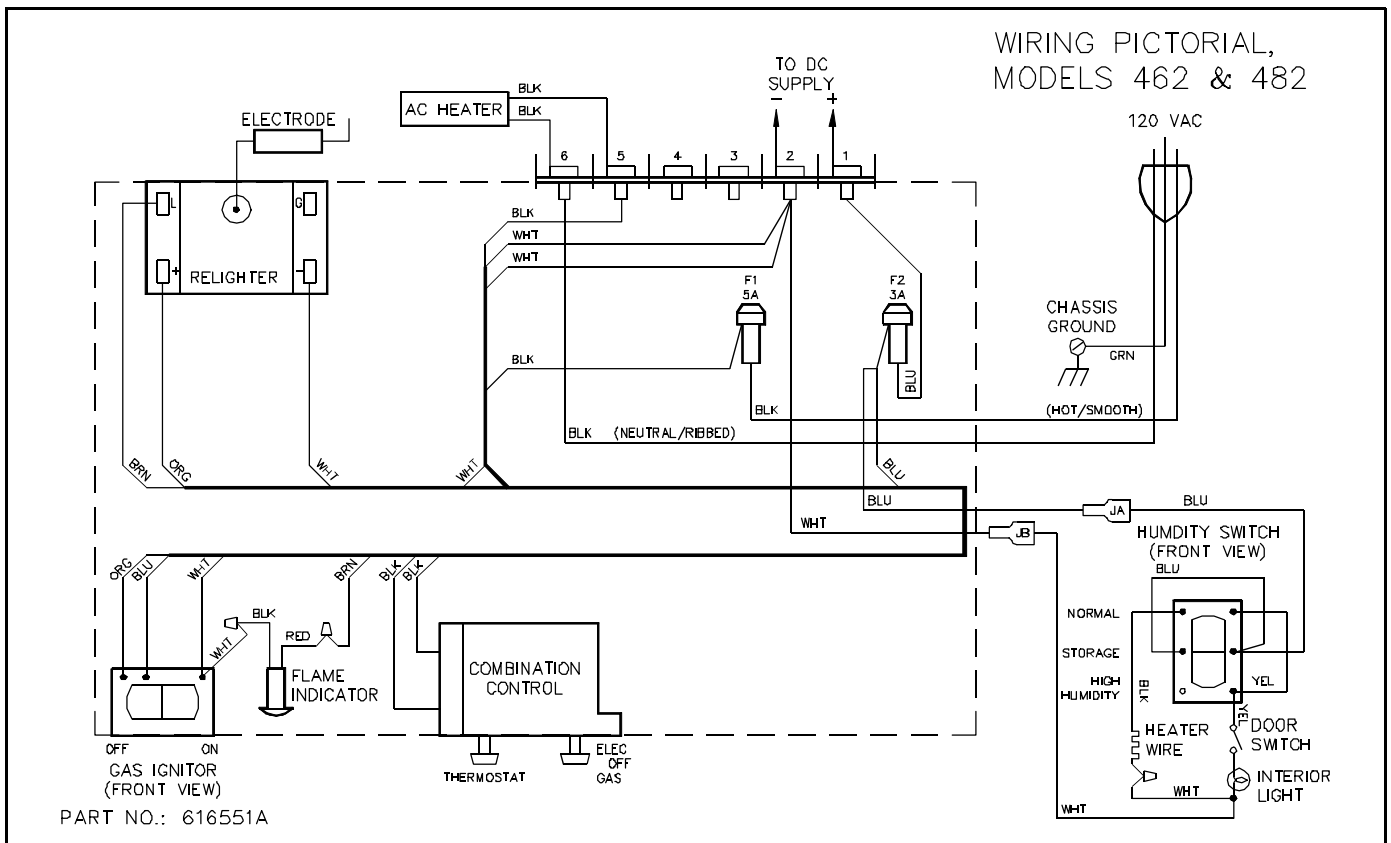 WIRING PICTORIAL,
MODELS 462 & 482
TO DC
SUPPLY
- +
BLK
AC HEATER
BLK
120 VAC
ELECTRODE
6 5 4 3 2 1
L
G
+
-
RELIGHTER
BLK
WHT
WHT
F1
5A
F2
3A
CHASSIS
GROUND
GRN
BLK
BLU
BLK
(HOT/SMOOTH)
BLK (NEUTRAL/RIBBED)
BRN
ORG
WHT
WHT
BLU
BLU
WHT
JA
BLU
JB
HUMDITY SWITCH
(FRONT VIEW)
BLU
ORG
BLU
WHT
BRN
BLK
BLK
BLK
RED
WHT
NORMAL
STORAGE
HIGH
HUMIDITY
YEL
BLK
YEL
FLAME
INDICATOR
COMBINATION
CONTROL
HEATER
WIRE
DOOR
SWITCH
OFF ON
GAS IGNITOR
(FRONT VIEW)
THERMOSTAT
ELEC
OFF
GAS
INTERIOR
LIGHT
WHT
WHT
PART NO.: 616551A